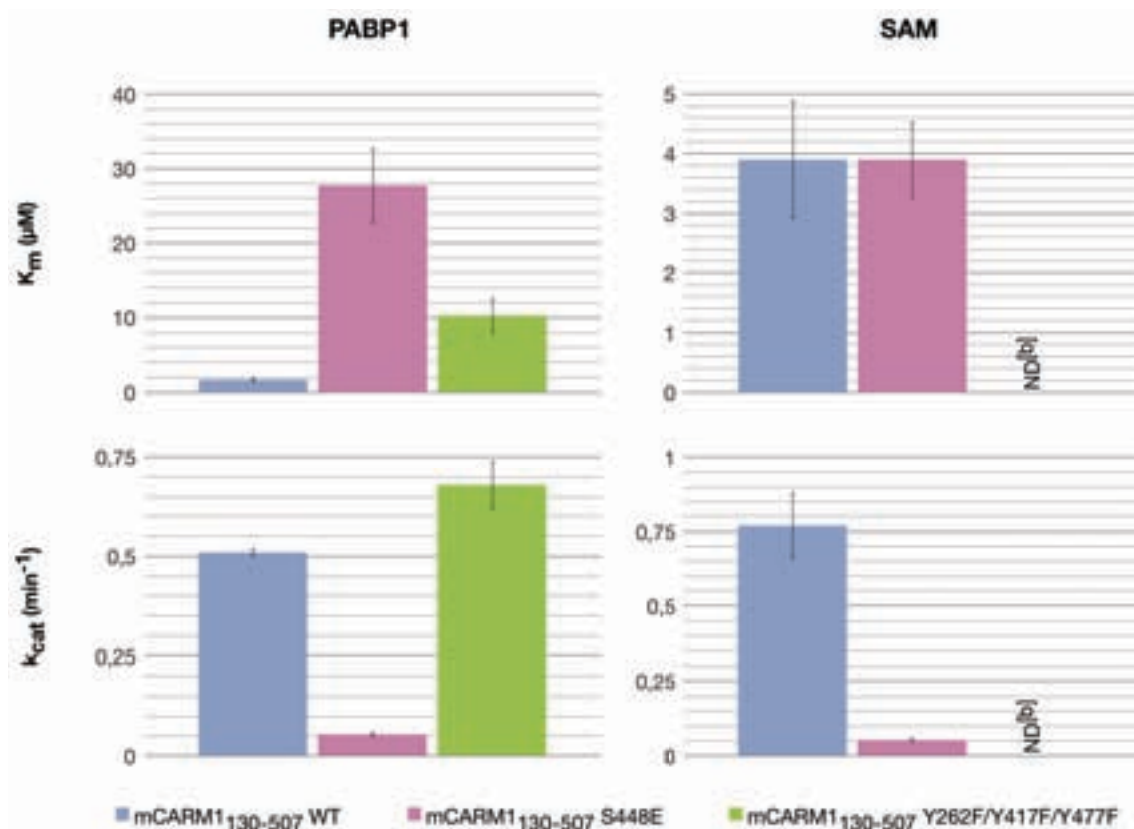 PABP1
SAM
Km (µM)
40
30
20
10
0
5
4
3
2
1
0
ND[b]
kcat (min-1)
0,75
0,5
0,25
0
1
0,75
0,5
0,25
0
ND[b]
mCARM1130-507 WT
mCARM1130-507 S448E
mCARM1130-507 Y262F/Y417F/Y477F